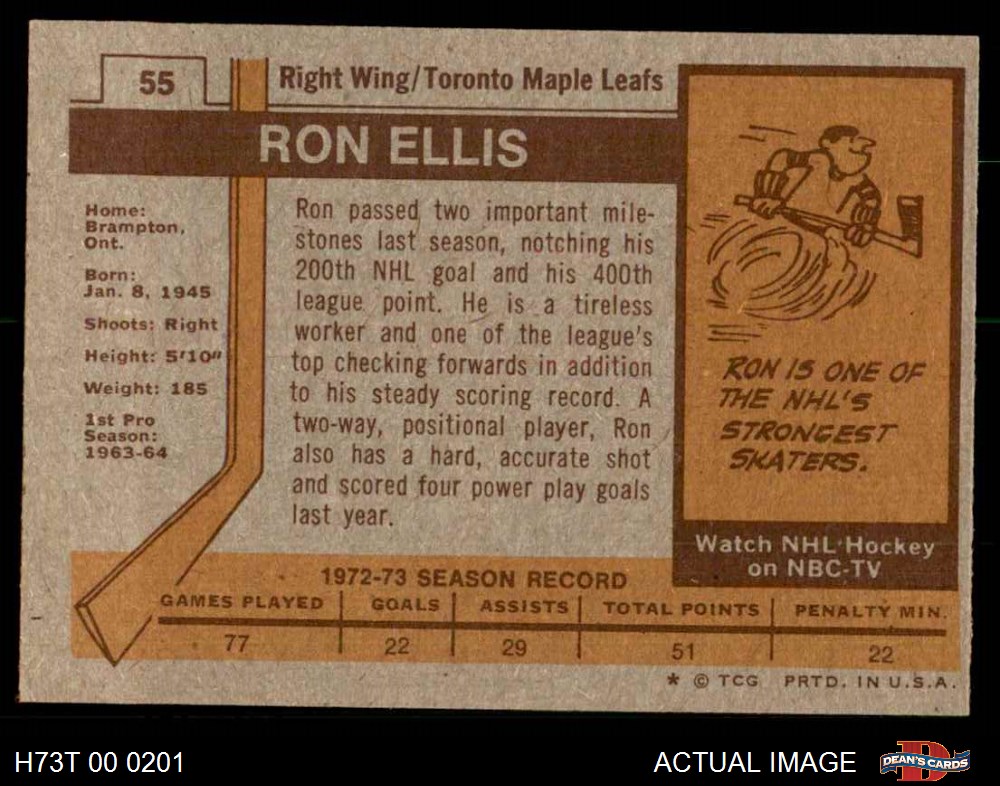 55
Right Wing/Toronto Maple Leafs
RON ELLIS
Home:
Brampton,
Ont.
Born:
Jan. 8, 1945
Shoots: Right
Height: 5'10"
Weight: 185
1st Pro
Season:
1963-64
Ron passed two important mile-
stones last season, notching his
200th NHL goal and his 400th
league point. He is a tireless
worker and one of the league's
top checking forwards in addition
to his steady scoring record. A
two-way, positional player, Ron
also has a hard, accurate shot
and scored four power play goals
last year.
RON IS ONE OF
THE NHL'S
STRONGEST
SKATERS.
Watch NHL Hockey
on NBC-TV
1972-73 SEASON RECORD
GAMES PLAYED GOALS ASSISTS TOTAL POINTS PENALTY MIN.
77 22 29 51 22
* © TCG PRTD. IN U.S.A.
H73T 00 0201 ACTUAL IMAGE DEAN'S CARDS